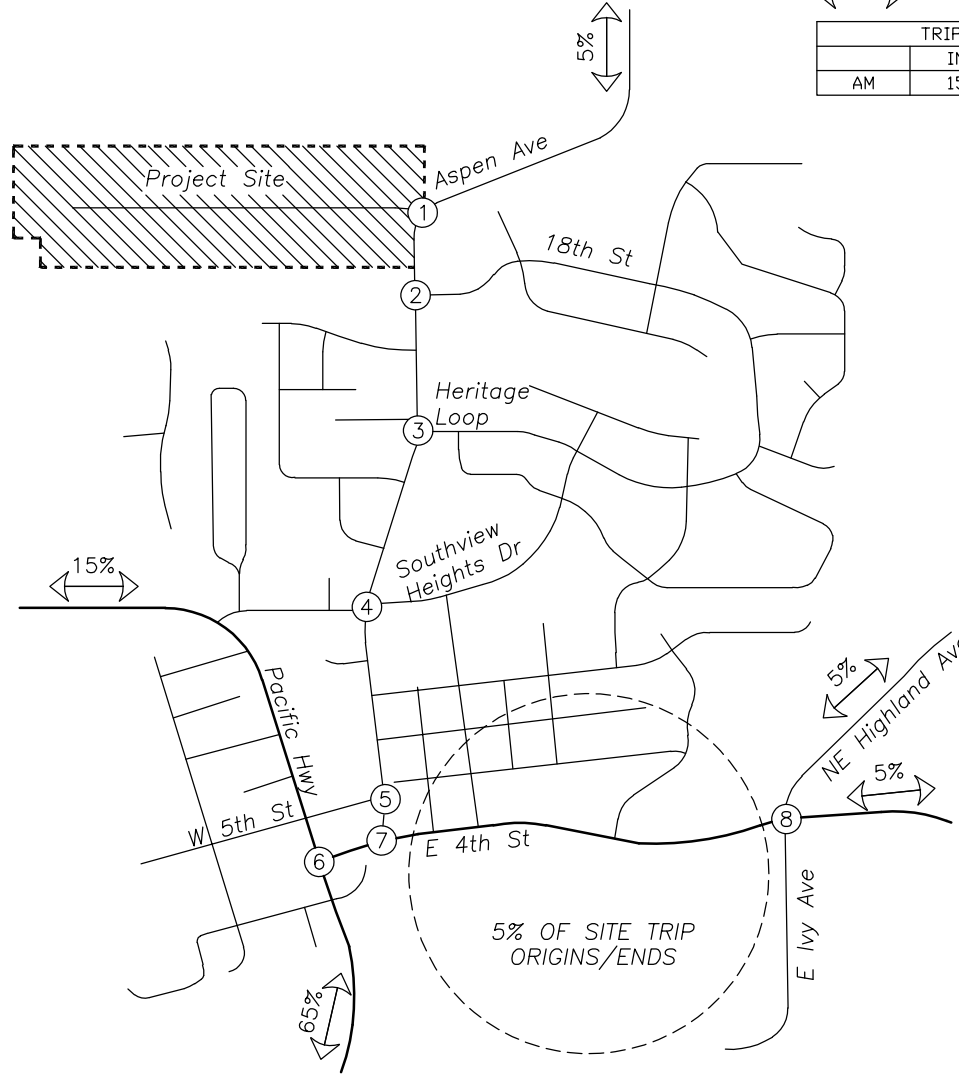 5%
TRIP
AM
Project Site
Aspen Ave
1
18th St
2
Heritage
Loop
3
Southview
Heights Dr
15%
4
Pacific Hwy
5%
NE Highland Ave
5%
5
W 5th St
8
7
E 4th St
6
E Ivy Ave
5% OF SITE TRIP
ORIGINS/ENDS
65%